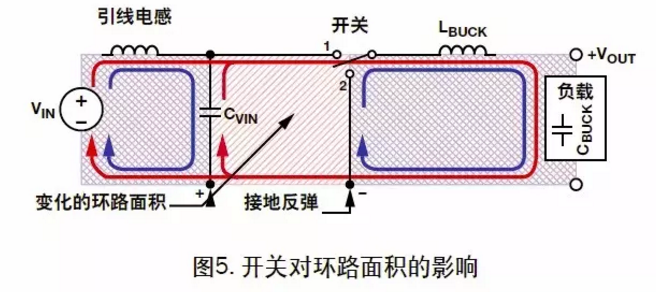 引线电感
开关
LBUCK
1
2
+VOUT
VIN
+
−
CVIN
负载
CBUCK
变化的环路面积
+
接地反弹
−
图5. 开关对环路面积的影响